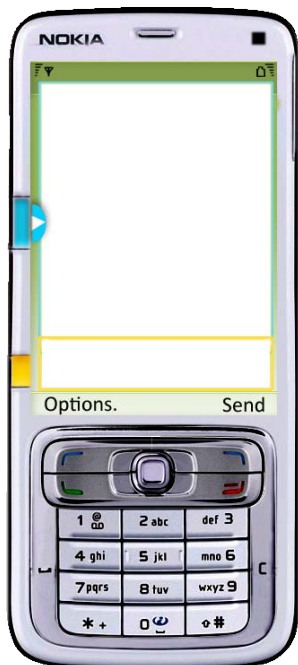 NOKIA
Options. Send
1 @
2 abc
def 3
4 ghi
5 jkl
mno 6
7pqrs
8 tuv
wxyz 9
* +
0
#